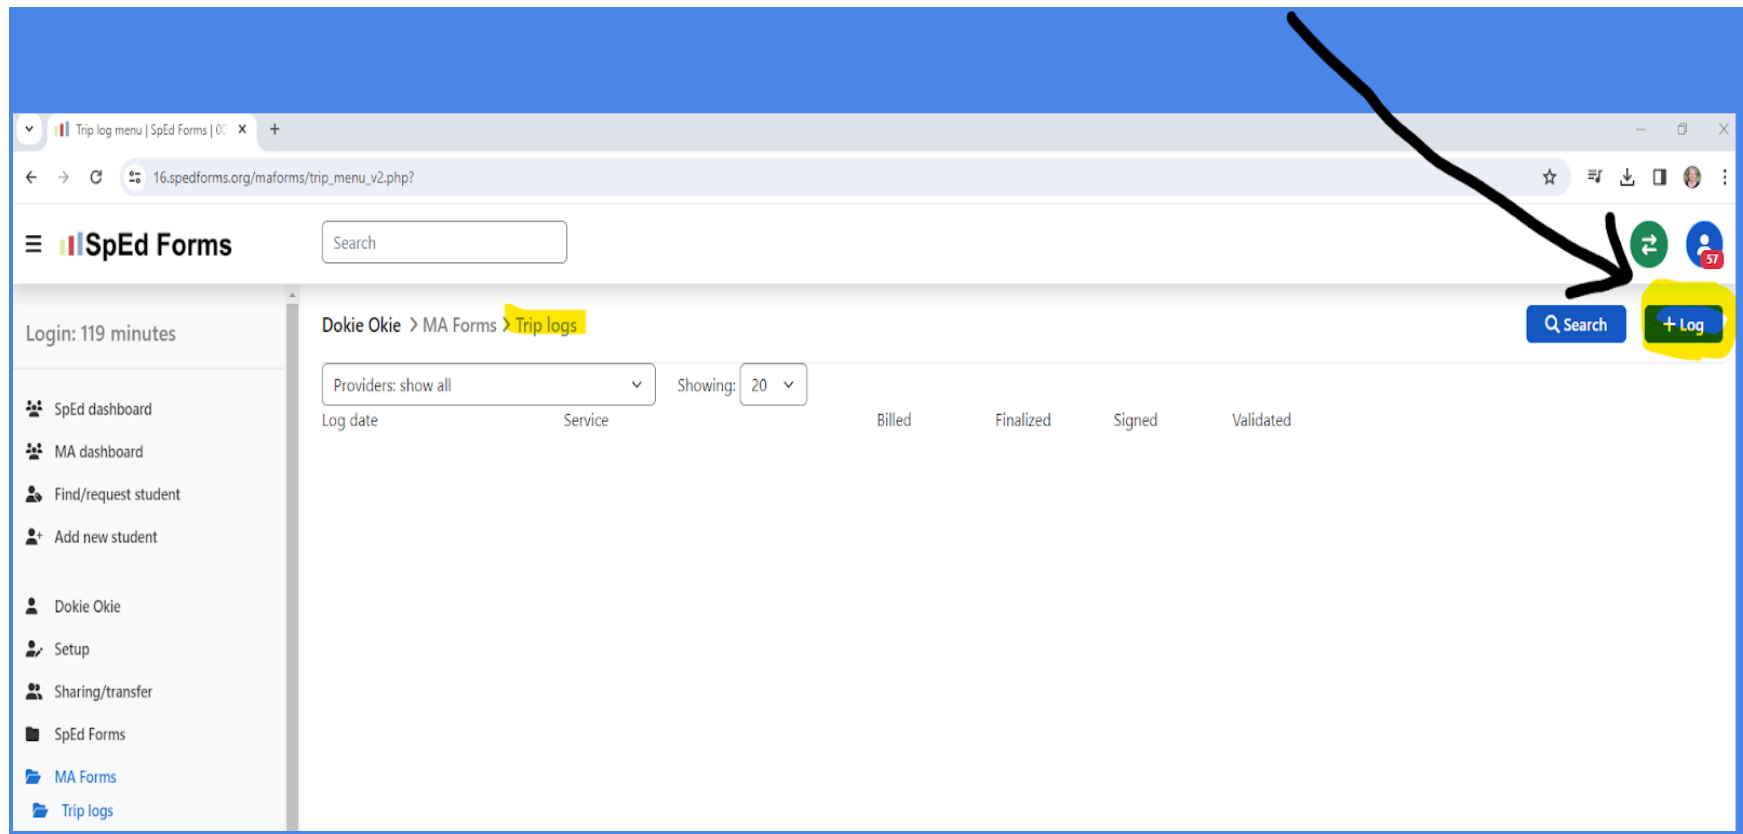 Trip log menu | SpEd Forms | 00
16.spedforms.org/maforms/trip_menu_v2.php?
SpEd Forms
Search
57
Login: 119 minutes
Dokie Okie > MA Forms > Trip logs
Search
+ Log
Providers: show all
Showing: 20
Log date Service Billed Finalized Signed Validated
SpEd dashboard
MA dashboard
Find/request student
Add new student
Dokie Okie
Setup
Sharing/transfer
SpEd Forms
MA Forms
Trip logs